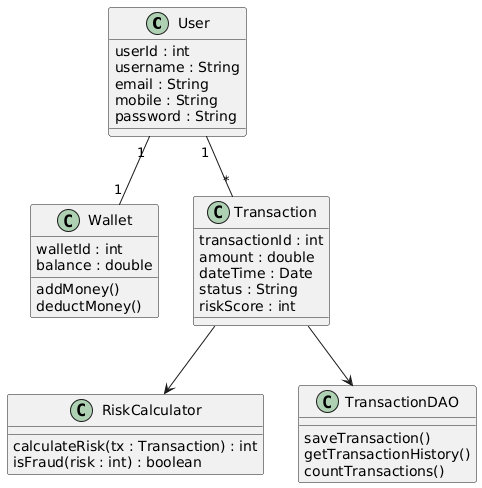 C User
userId : int
username : String
email : String
mobile : String
password : String
1
1
1
*
C Wallet
walletId : int
balance : double
addMoney()
deductMoney()
C Transaction
transactionId : int
amount : double
dateTime : Date
status : String
riskScore : int
C RiskCalculator
calculateRisk(tx : Transaction) : int
isFraud(risk : int) : boolean
C TransactionDAO
saveTransaction()
getTransactionHistory()
countTransactions()